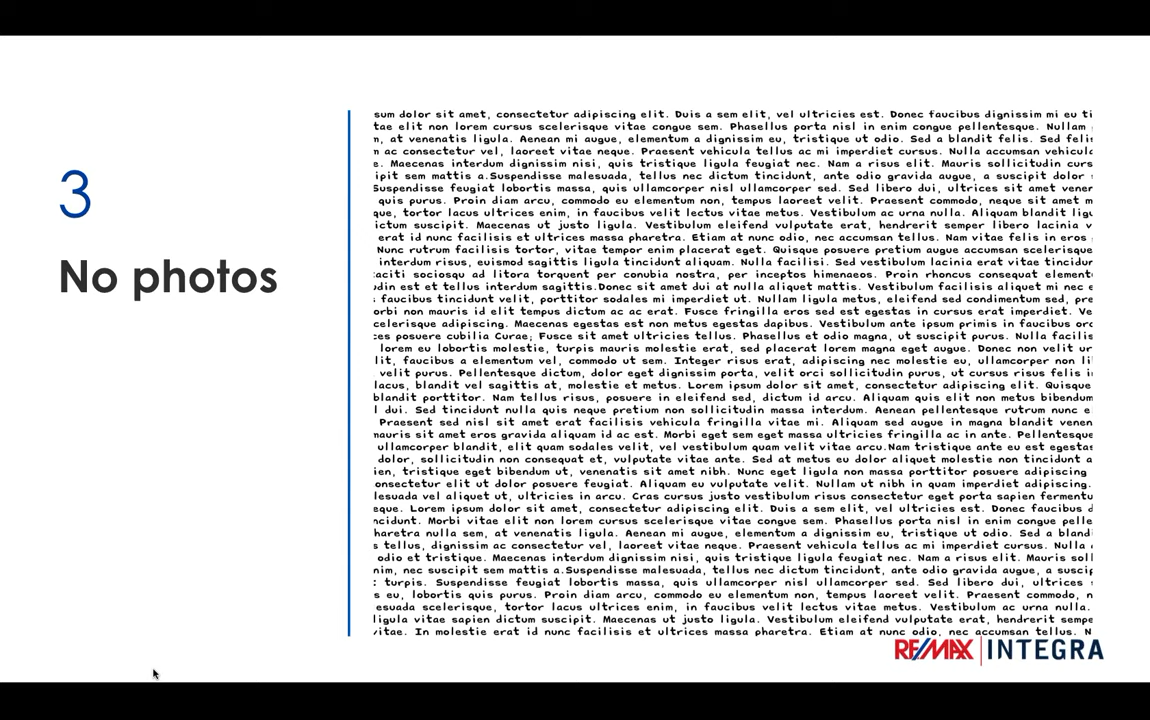 3
No photos
sum dolor sit amet, consectetur adipiscing elit. Duis a sem elit, vel ultricies est. Donec faucibus dignissim mi eu ti
tae elit non lorem cursus scelerisque vitae congue sem. Phasellus porta nisl in enim congue pellentesque. Nullam
n, at venenatis ligula. Aenean mi augue, elementum a dignissim eu, tristique ut odio. Sed a blandit felis. Sed felis
m ac consectetur vel, laoreet vitae neque. Praesent vehicula tellus ac mi imperdiet cursus. Nulla accumsan vehicula
e. Maecenas interdum dignissim nisi, quis tristique ligula feugiat nec. Nam a risus elit. Mauris sollicitudin curs
ipit sem mattis a.Suspendisse malesuada, tellus nec dictum tincidunt, ante odio gravida augue, a suscipit dolor
Suspendisse feugiat lobortis massa, quis ullamcorper nisl ullamcorper sed. Sed libero dui, ultrices sit amet vener
quis purus. Proin diam arcu, commodo eu elementum non, tempus laoreet velit. Praesent commodo, neque sit amet m
que, tortor lacus ultrices enim, in faucibus velit lectus vitae metus. Vestibulum ac urna nulla. Aliquam blandit ligu
ictum suscipit. Maecenas ut justo ligula. Vestibulum eleifend vulputate erat, hendrerit semper libero lacinia v
erat id nunc facilisis et ultrices massa pharetra. Etiam at nunc odio, nec accumsan tellus. Nam vitae felis in eros
Nunc rutrum facilisis tortor, vitae tempor enim placerat eget. Quisque posuere pretium augue accumsan scelerisque
interdum risus, euismod sagittis ligula tincidunt aliquam. Nulla facilisi. Sed vestibulum lacinia erat vitae tincidun
taciti sociosqu ad litora torquent per conubia nostra, per inceptos himenaeos. Proin rhoncus consequat element
udin est et tellus interdum sagittis.Donec sit amet dui at nulla aliquet mattis. Vestibulum facilisis aliquet mi nec e
s faucibus tincidunt velit, porttitor sodales mi imperdiet ut. Nullam ligula metus, eleifend sed condimentum sed, pre
orbi non mauris id elit tempus dictum ac ac erat. Fusce fringilla eros sed est egestas in cursus erat imperdiet. Ve
celerisque adipiscing. Maecenas egestas est non metus egestas dapibus. Vestibulum ante ipsum primis in faucibus orc
ces posuere cubilia Curae; Fusce sit amet ultricies tellus. Phasellus et odio magna, ut suscipit purus. Nulla facilis
lorem eu lobortis molestie, turpis mauris molestie erat, sed placerat lorem magna eget augue. Donec non velit ur
lit, faucibus a elementum vel, commodo ut sem. Integer risus erat, adipiscing nec molestie eu, ullamcorper non li
velit purus. Pellentesque dictum, dolor eget dignissim porta, velit orci sollicitudin purus, ut cursus risus felis i
lacus, blandit vel sagittis at, molestie et metus. Lorem ipsum dolor sit amet, consectetur adipiscing elit. Quisque
blandit porttitor. Nam tellus risus, posuere in eleifend sed, dictum id arcu. Aliquam quis elit non metus bibendum
l dui. Sed tincidunt nulla quis neque pretium non sollicitudin massa interdum. Aenean pellentesque rutrum nunc e
Praesent sed nisl sit amet erat facilisis vehicula fringilla vitae mi. Aliquam sed augue in magna blandit venen
mauris sit amet eros gravida aliquam id ac est. Morbi eget sem eget massa ultricies fringilla ac in ante. Pellentesque
ullamcorper blandit, elit quam sodales velit, vel vestibulum quam velit vitae arcu.Nam tristique ante eu est egestas
dolor, sollicitudin non consequat et, vulputate vitae ante. Sed at metus eu dolor aliquet molestie non tincidunt a
ien, tristique eget bibendum ut, venenatis sit amet nibh. Nunc eget ligula non massa porttitor posuere adipiscing
onsectetur elit ut dolor posuere feugiat. Aliquam eu vulputate velit. Nullam ut nibh in quam imperdiet adipiscing.
lesuada vel aliquet ut, ultricies in arcu. Cras cursus justo vestibulum risus consectetur eget porta sapien fermentu
eque. Lorem ipsum dolor sit amet, consectetur adipiscing elit. Duis a sem elit, vel ultricies est. Donec faucibus d
ncidunt. Morbi vitae elit non lorem cursus scelerisque vitae congue sem. Phasellus porta nisl in enim congue pelle
haretra nulla sem, at venenatis ligula. Aenean mi augue, elementum a dignissim eu, tristique ut odio. Sed a bland
s tellus, dignissim ac consectetur vel, laoreet vitae neque. Praesent vehicula tellus ac mi imperdiet cursus. Nulla
odio et tristique. Maecenas interdum dignissim nisi, quis tristique ligula feugiat nec. Nam a risus elit. Mauris soll
nim, nec suscipit sem mattis a.Suspendisse malesuada, tellus nec dictum tincidunt, ante odio gravida augue, a suscip
t turpis. Suspendisse feugiat lobortis massa, quis ullamcorper nisl ullamcorper sed. Sed libero dui, ultrices
s eu, lobortis quis purus. Proin diam arcu, commodo eu elementum non, tempus laoreet velit. Praesent commodo, n
esuada scelerisque, tortor lacus ultrices enim, in faucibus velit lectus vitae metus. Vestibulum ac urna nulla.
ligula vitae sapien dictum suscipit. Maecenas ut justo ligula. Vestibulum eleifend vulputate erat, hendrerit sempe
vitae. In molestie erat id nunc facilisis et ultrices massa pharetra. Etiam at nunc odio, nec accumsan tellus. N
RE/MAX INTEGRA